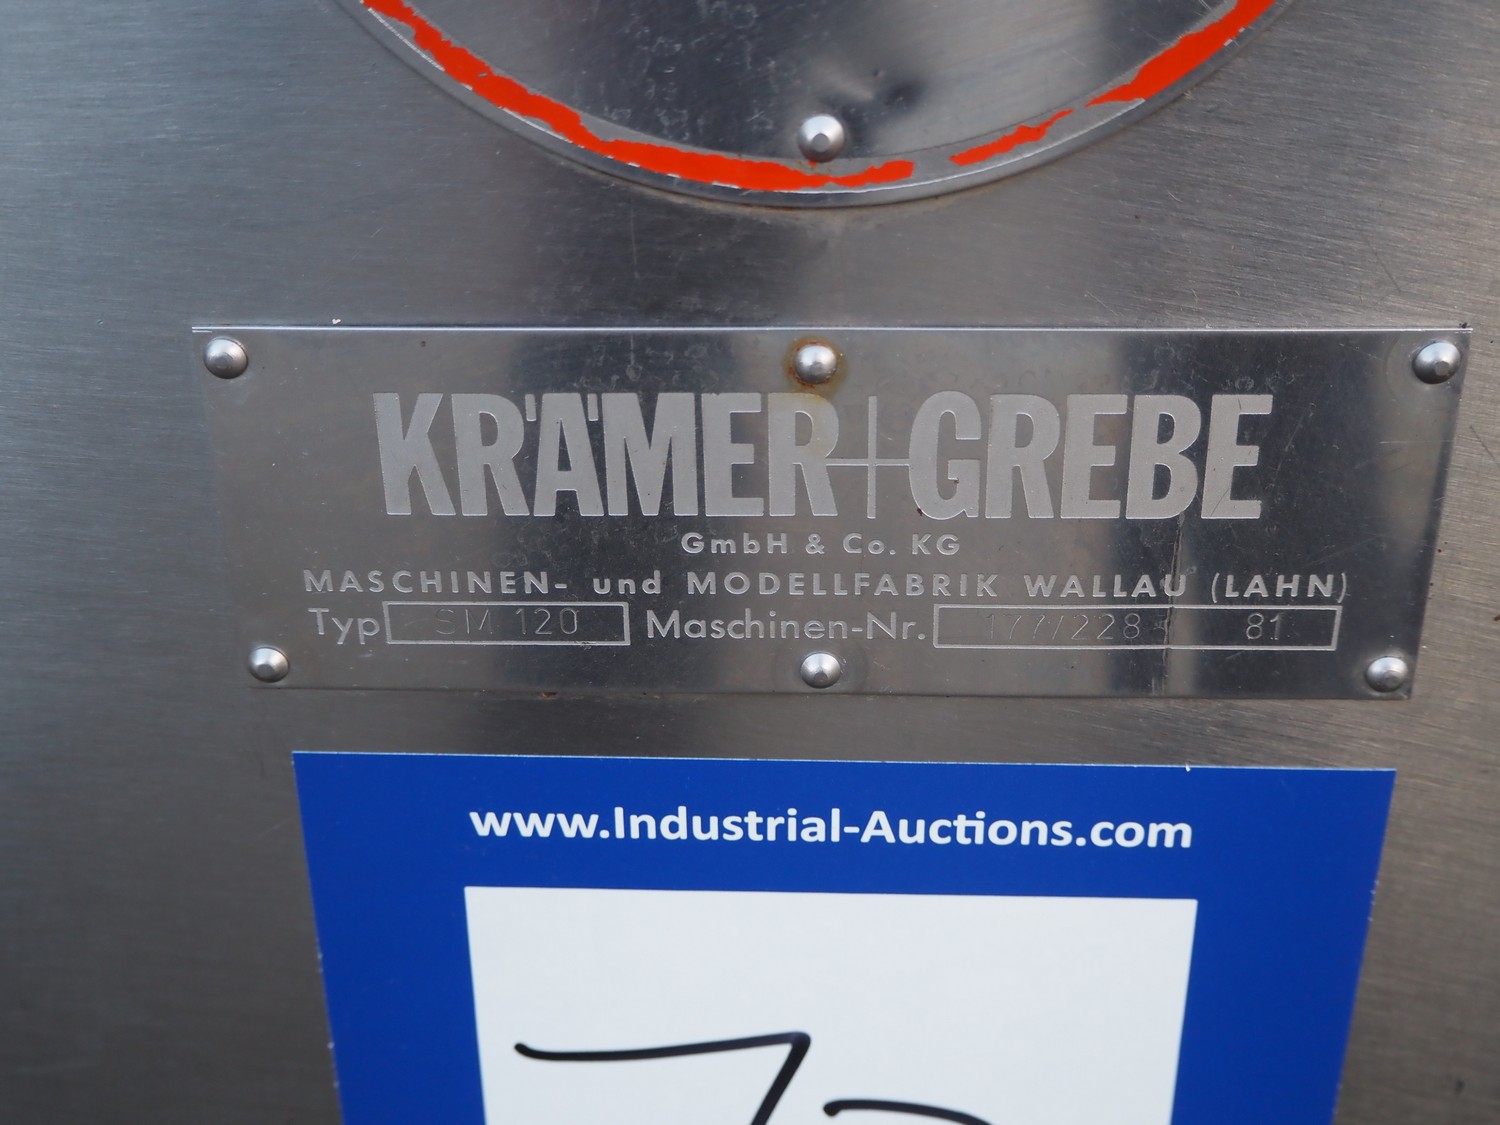 KRÄMER+GREBE
GmbH & Co. KG
MASCHINEN- und MODELLFABRIK WALLAU (LAHN)
Typ SM 120 Maschinen-Nr. 177/228 81
www.Industrial-Auctions.com